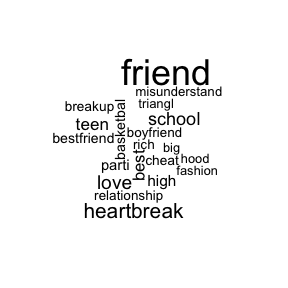 friend
misunderstand
breakup
triangl
basketbal
teen
school
bestfriend
boyfriend
rich
big
best
parti
cheat
hood
fashion
love
high
relationship
heartbreak